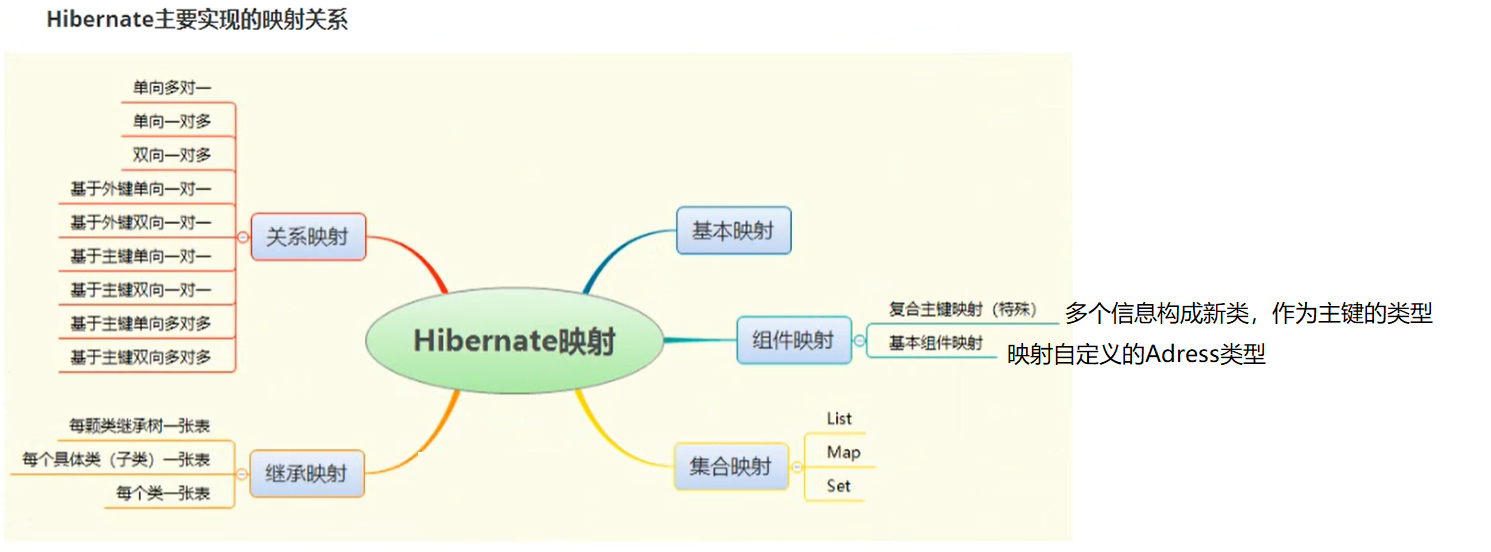 Hibernate主要实现的映射关系
单向多对一
单向一对多
双向一对多
基于外键单向一对一
基于外键双向一对一
基于主键单向一对一
基于主键双向一对一
基于主键单向多对多
基于主键双向多对多
关系映射
每颗类继承树一张表
每个具体类（子类）一张表
每个类一张表
继承映射
Hibernate映射
基本映射
组件映射
复合主键映射（特殊） 多个信息构成新类，作为主键的类型
基本组件映射 映射自定义的Adress类型
集合映射
List
Map
Set